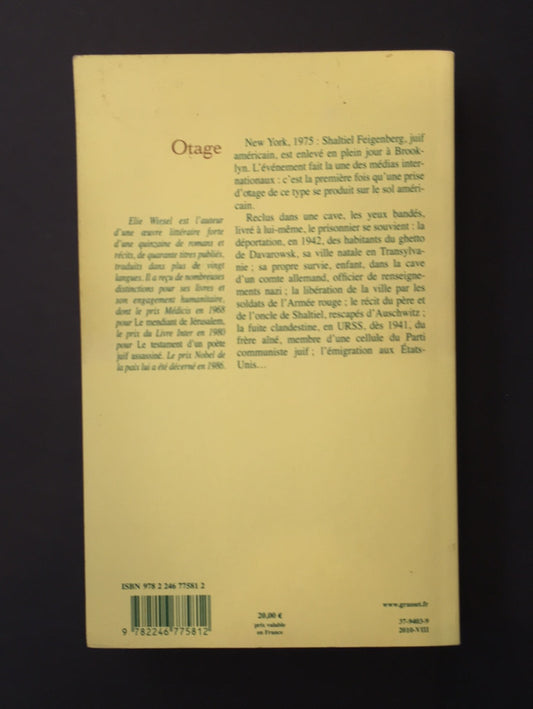 Otage
New York, 1975 : Shaltiel Feigenberg, juif
américain, est enlevé en plein jour à Brook-
lyn. L'événement fait la une des médias inter-
nationaux : c'est la première fois qu'une prise
d'otage de ce type se produit sur le sol améri-
cain.
Reclus dans une cave, les yeux bandés,
livré à lui-même, le prisonnier se souvient : la
déportation, en 1942, des habitants du ghetto
de Davarowsk, sa ville natale en Transylva-
nie ; sa propre survie, enfant, dans la cave
d'un comte allemand, officier de renseigne-
ments nazi ; la libération de la ville par les
soldats de l'Armée rouge ; le récit du père et
de l'oncle de Shaltiel, rescapés d'Auschwitz ;
la fuite clandestine, en URSS, dès 1941, du
frère aîné, membre d'une cellule du Parti
communiste juif ; l'émigration aux États-
Unis…
Elie Wiesel est l'auteur
d'une œuvre littéraire forte
d'une quinzaine de romans et
récits, de quarante titres publiés,
traduits dans plus de vingt
langues. Il a reçu de nombreuses
distinctions pour ses livres et
son engagement humanitaire,
dont le prix Médicis en 1968
pour Le mendiant de Jérusalem,
le prix du Livre Inter en 1980
pour Le testament d'un poète
juif assassiné. Le prix Nobel de
la paix lui a été décerné en 1986.
ISBN 978 2 246 77581 2
9 782246 775812
20,00 €
prix valable
en France
www.grasset.fr
37-9403-9
2010-VIII